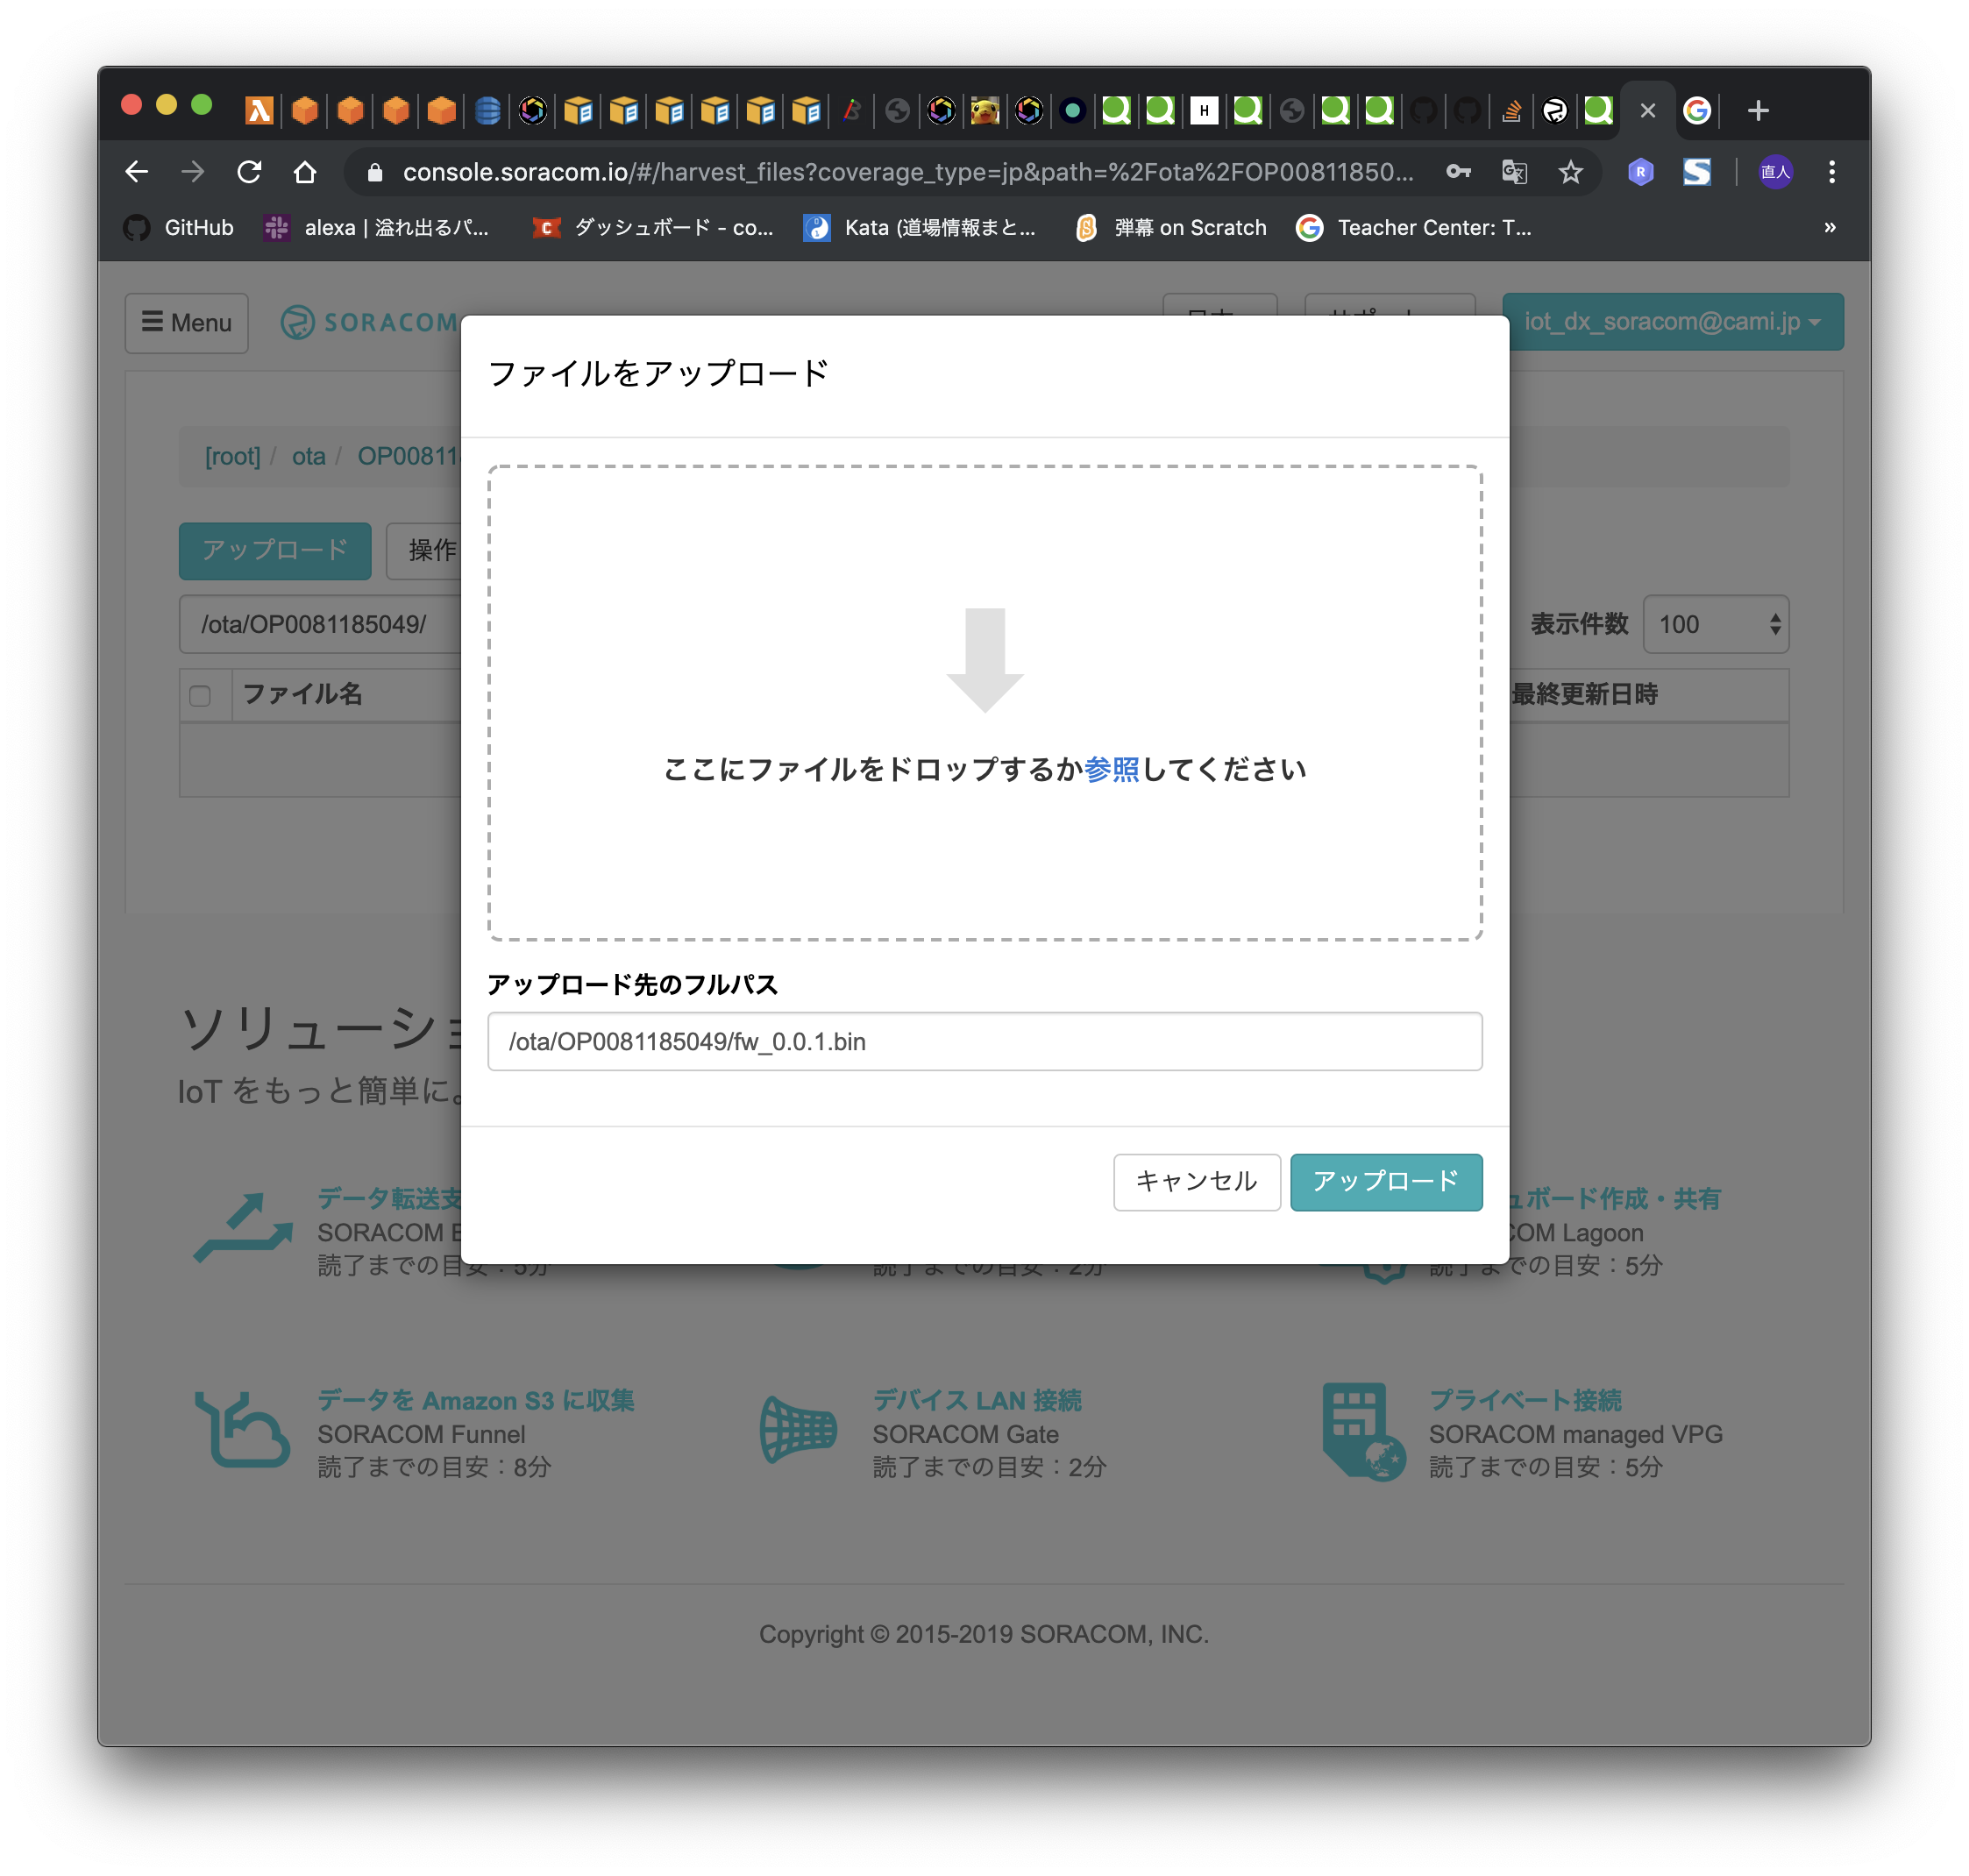 console.soracom.io/#/harvest_files?coverage_type=jp&path=%2Fota%2FOP00811850...
直人
GitHub
alexa | 溢れ出るパ...
ダッシュボード - co...
Kata (道場情報まと...
弾幕 on Scratch
Teacher Center: T...
»
Menu
SORACOM
iot_dx_soracom@cami.jp
ファイルをアップロード
[root] / ota / OP00811
アップロード
操作
/ota/OP0081185049/
表示件数
100
ファイル名
最終更新日時
ここにファイルをドロップするか参照してください
アップロード先のフルパス
/ota/OP0081185049/fw_0.0.1.bin
キャンセル
アップロード
ソリューショ
IoT をもっと簡単に。
データ転送支
SORACOM
読了までの目安：5分
読了までの目安：2分
ュボード作成・共有
COM Lagoon
読了までの目安：5分
データを Amazon S3 に収集
SORACOM Funnel
読了までの目安：8分
デバイス LAN 接続
SORACOM Gate
読了までの目安：2分
プライベート接続
SORACOM managed VPG
読了までの目安：5分
Copyright © 2015-2019 SORACOM, INC.